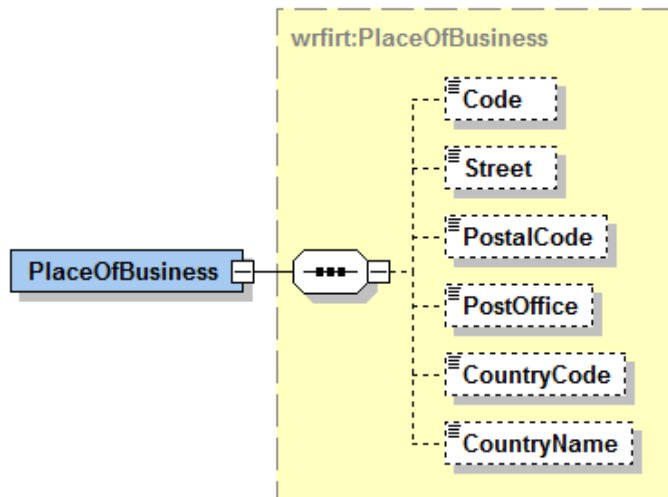 wrfirt:PlaceOfBusiness
Code
Street
PostalCode
PlaceOfBusiness
PostOffice
CountryCode
CountryName